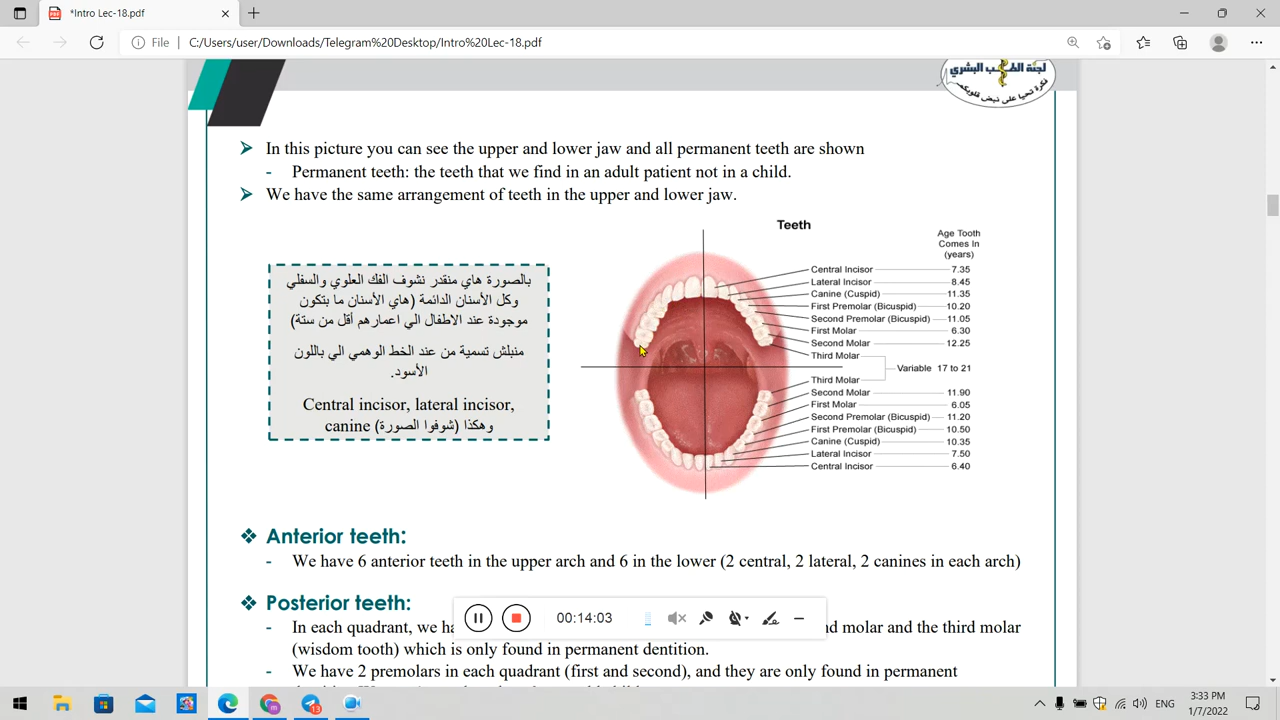 *Intro Lec-18.pdf
File
C:/Users/user/Downloads/Telegram%20Desktop/Intro%20Lec-18.pdf
لجنة الطـــب البشري
فكرة تحيا على نبض قلوبكم
In this picture you can see the upper and lower jaw and all permanent teeth are shown
- Permanent teeth: the teeth that we find in an adult patient not in a child.
We have the same arrangement of teeth in the upper and lower jaw.
بالصورة هاي منقدر نشوف الفك العلوي والسفلي
وكل الأسنان الدائمة (هاي الأسنان ما بتكون
موجودة عند الاطفال الي اعمارهم أقل من ستة)
منبلش تسمية من عند الخط الوهمي الي باللون
الأسود.
Central incisor, lateral incisor,
canine وهكذا (شوفوا الصورة)
Teeth
Age Tooth
Comes In
(years)
Central Incisor 7.35
Lateral Incisor 8.45
Canine (Cuspid) 11.35
First Premolar (Bicuspid) 10.20
Second Premolar (Bicuspid) 11.05
First Molar 6.30
Second Molar 12.25
Third Molar
Variable 17 to 21
Third Molar
Second Molar 11.90
First Molar 6.05
Second Premolar (Bicuspid) 11.20
First Premolar (Bicuspid) 10.50
Canine (Cuspid) 10.35
Lateral Incisor 7.50
Central Incisor 6.40
Anterior teeth:
- We have 6 anterior teeth in the upper arch and 6 in the lower (2 central, 2 lateral, 2 canines in each arch)
Posterior teeth:
- In each quadrant, we ha nd molar and the third molar
(wisdom tooth) which is only found in permanent dentition.
- We have 2 premolars in each quadrant (first and second), and they are only found in permanent
00:14:03
13
ENG
3:33 PM
1/7/2022